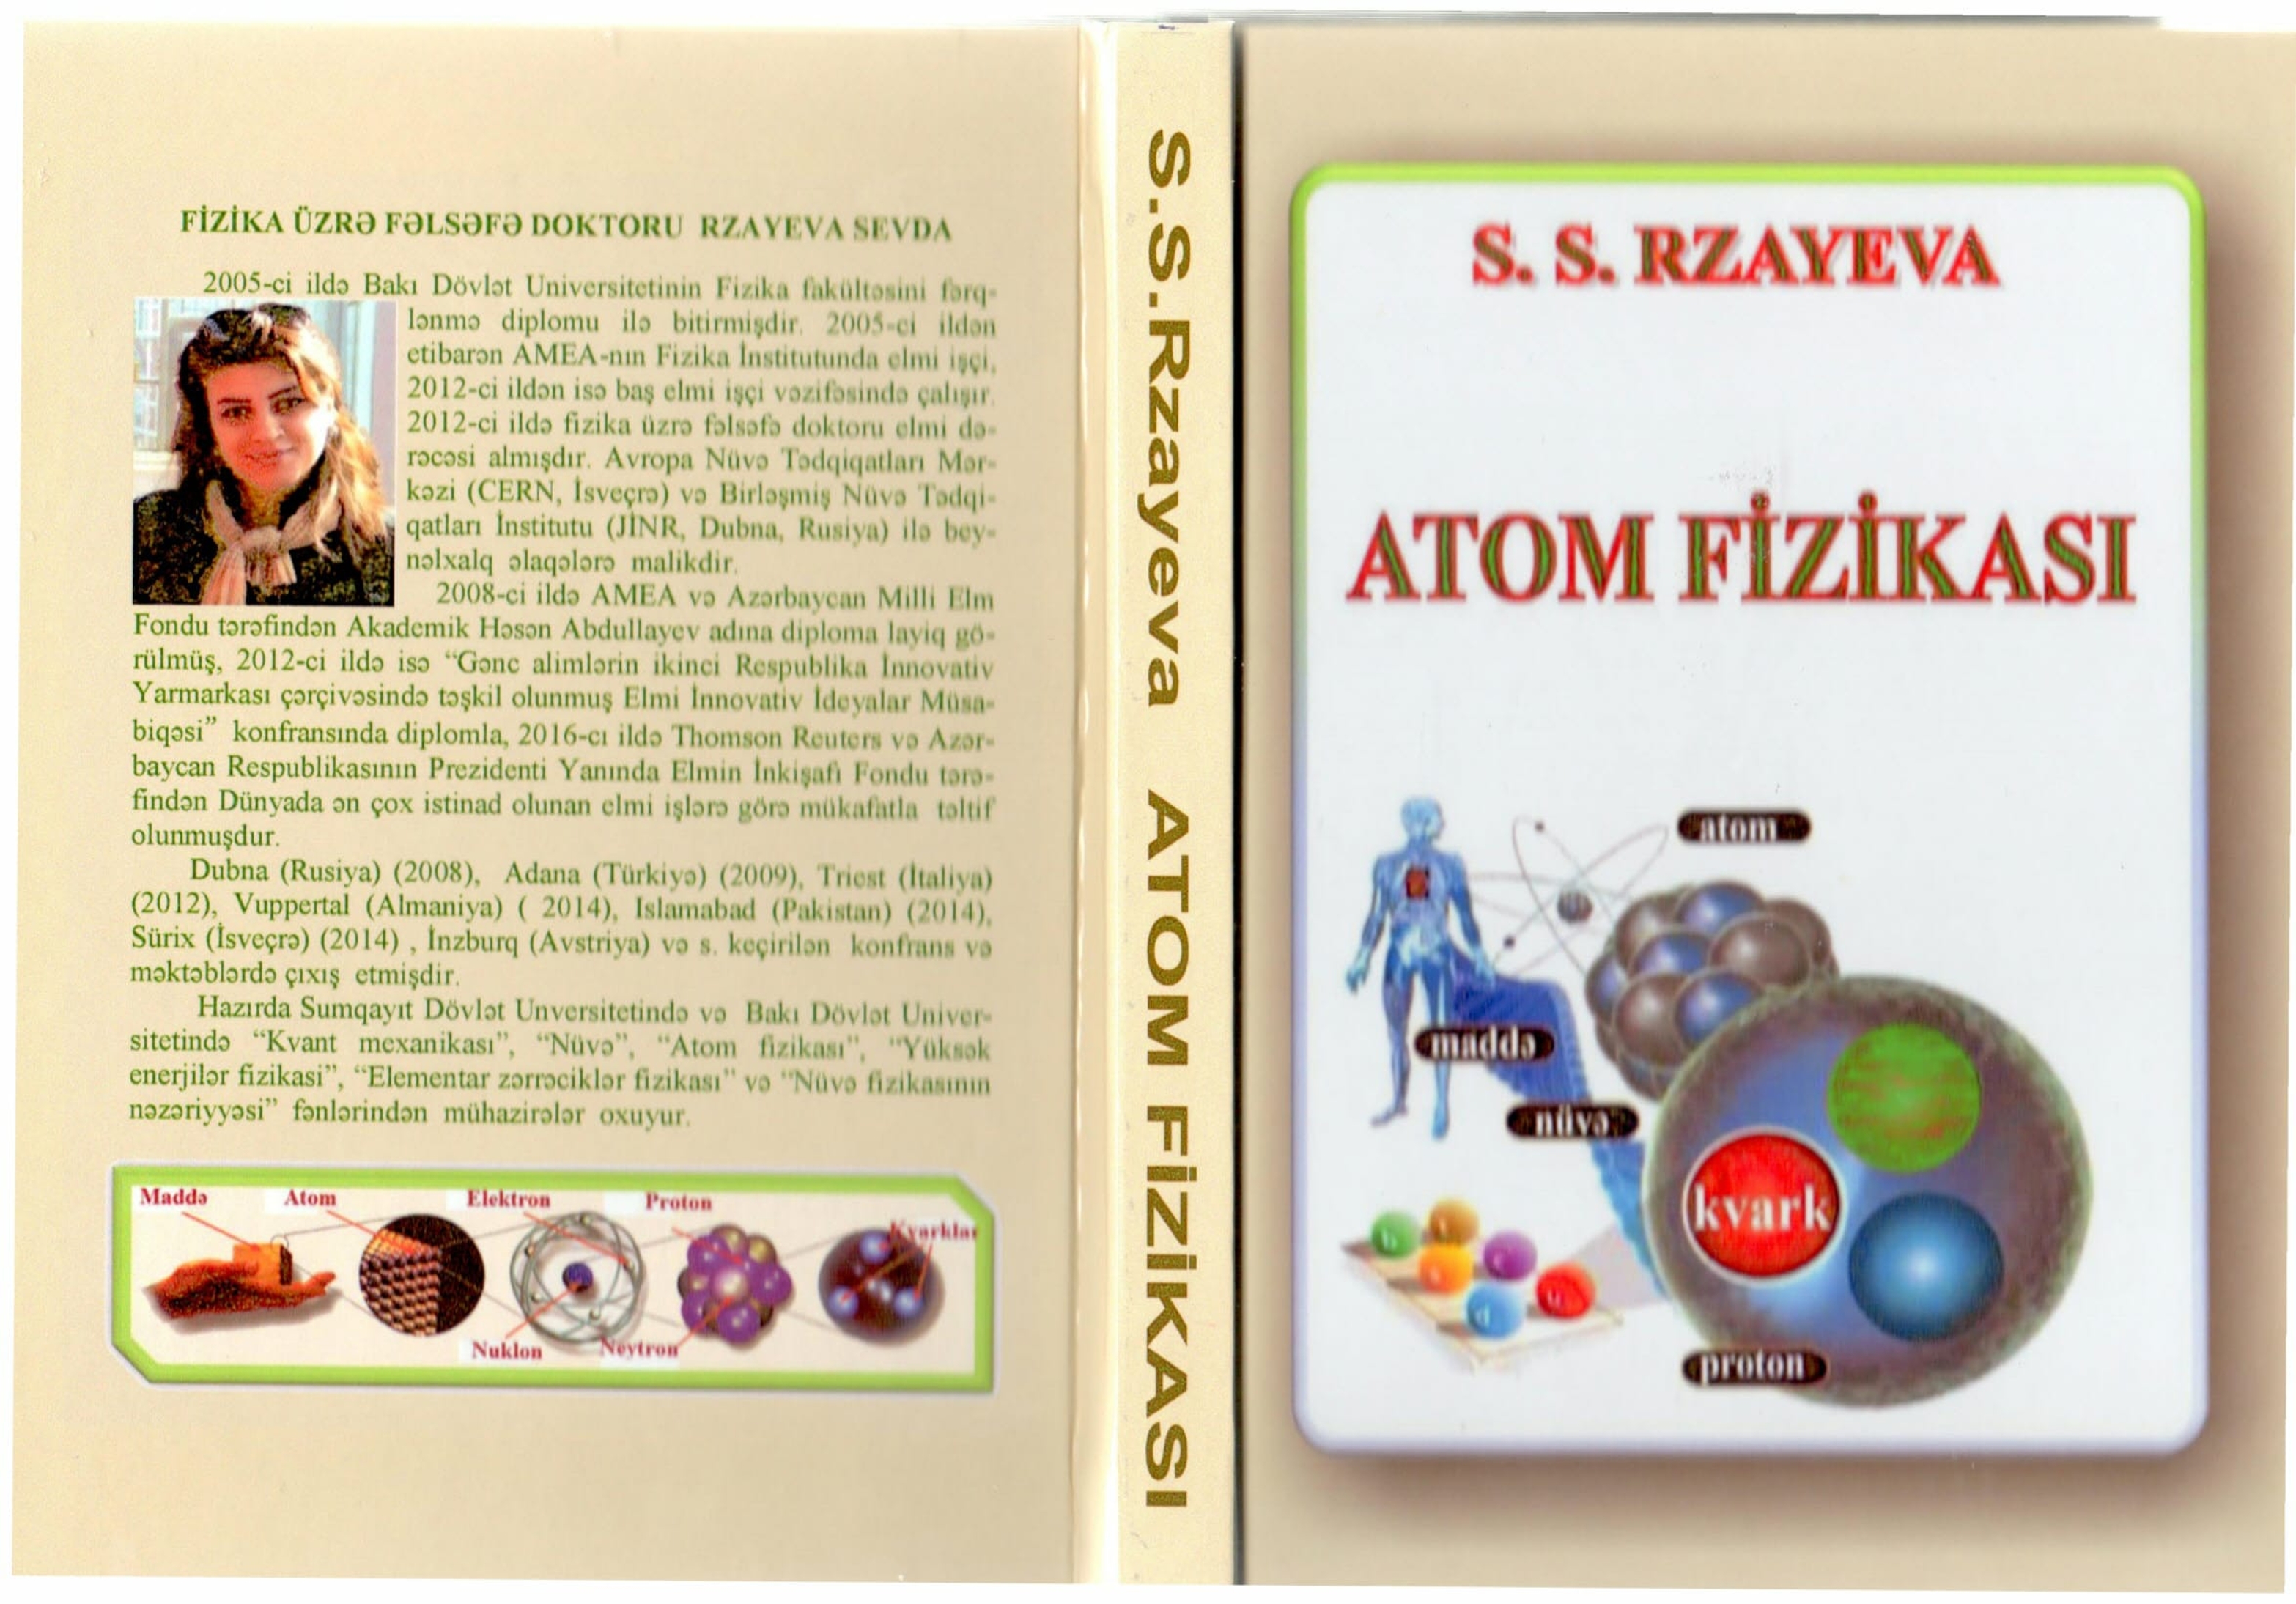 FİZİKA ÜZRƏ FƏLSƏFƏ DOKTORU RZAYEVA SEVDA
2005-ci ildə Bakı Dövlət Universitetinin Fizika fakültəsini fərq-
lənmə diplomu ilə bitirmişdir. 2005-ci ildən
etibarən AMEA-nın Fizika İnstitutunda elmi işçi,
2012-ci ildən isə baş elmi işçi vəzifəsində çalışır.
2012-ci ildə fizika üzrə fəlsəfə doktoru elmi də-
rəcəsi almışdır. Avropa Nüvə Tədqiqatları Mər-
kəzi (CERN, İsveçrə) və Birləşmiş Nüvə Tədqi-
qatları İnstitutu (JİNR, Dubna, Rusiya) ilə bey-
nəlxalq əlaqələrə malikdir.
2008-ci ildə AMEA və Azərbaycan Milli Elm
Fondu tərəfindən Akademik Həsən Abdullayev adına diploma layiq gö-
rülmüş, 2012-ci ildə isə “Gənc alimlərin ikinci Respublika İnnovativ
Yarmarkası çərçivəsində təşkil olunmuş Elmi İnnovativ İdeyalar Müsa-
biqəsi” konfransında diplomla, 2016-cı ildə Thomson Reuters və Azər-
baycan Respublikasının Prezidenti Yanında Elmin İnkişafı Fondu tərə-
findən Dünyada ən çox istinad olunan elmi işlərə görə mükafatla təltif
olunmuşdur.
Dubna (Rusiya) (2008), Adana (Türkiyə) (2009), Triest (İtaliya)
(2012), Vuppertal (Almaniya) ( 2014), Islamabad (Pakistan) (2014),
Sürix (İsveçrə) (2014) , İnzburq (Avstriya) və s. keçirilən konfrans və
məktəblərdə çıxış etmişdir.
Hazırda Sumqayıt Dövlət Unversitetində və Bakı Dövlət Univer-
sitetində “Kvant mexanikası”, “Nüvə”, “Atom fizikası”, “Yüksək
enerjilər fizikasi”, “Elementar zərrəciklər fizikası” və “Nüvə fizikasının
nəzəriyyəsi” fənlərindən mühazirələr oxuyur.
Maddə Atom Elektron Proton
Kvarklar
Nuklon Neytron
S.S.Rzayeva ATOM FİZİKASI
S. S. RZAYEVA
ATOM FİZİKASI
atom
maddə
nüvə
kvark
proton